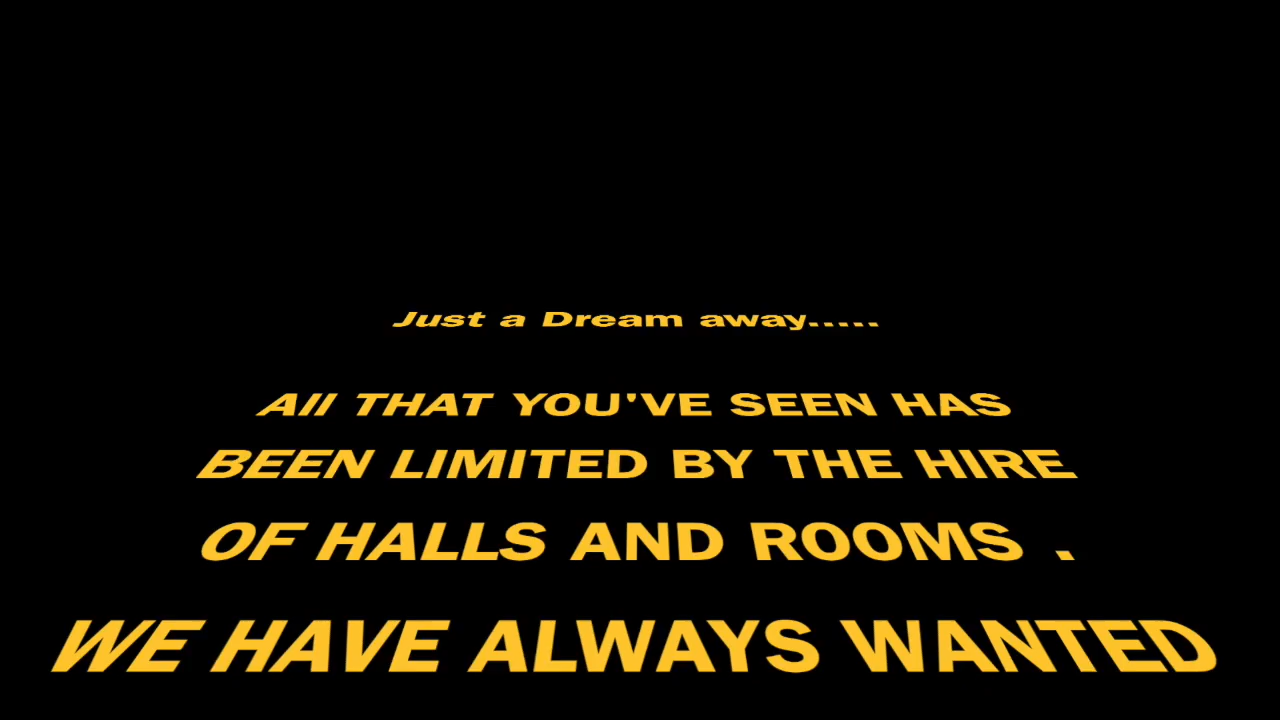 Just a Dream away.....
All THAT YOU'VE SEEN HAS
BEEN LIMITED BY THE HIRE
OF HALLS AND ROOMS .
WE HAVE ALWAYS WANTED